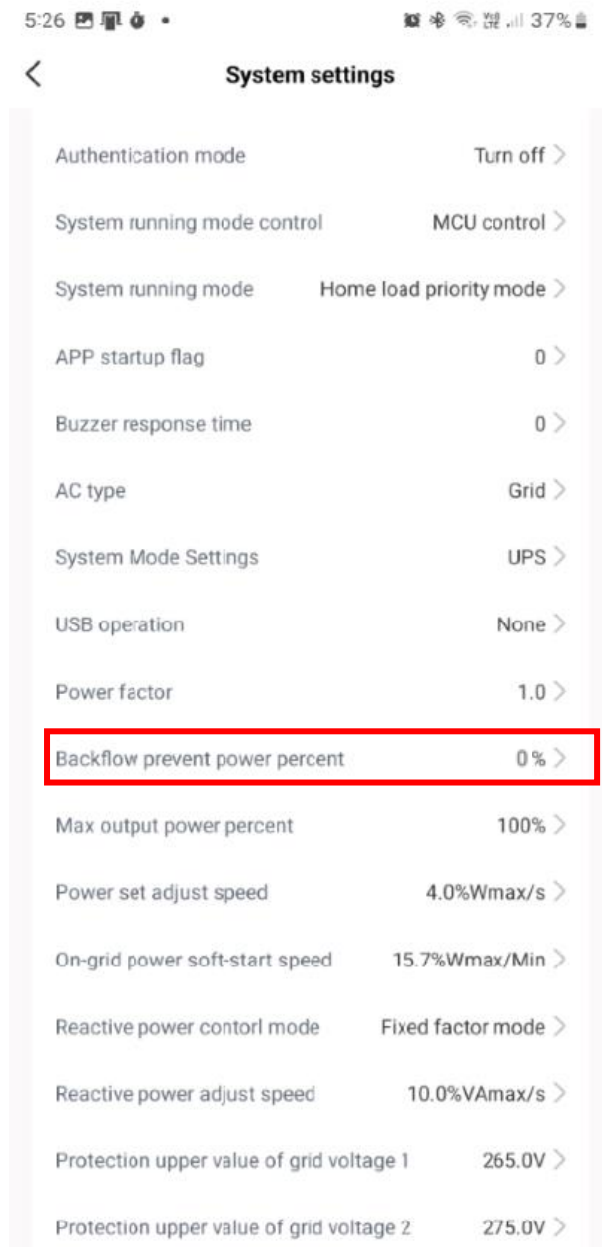 5:26 37%
System settings
Authentication mode Turn off
System running mode control MCU control
System running mode Home load priority mode
APP startup flag 0
Buzzer response time 0
AC type Grid
System Mode Settings UPS
USB operation None
Power factor 1.0
Backflow prevent power percent 0%
Max output power percent 100%
Power set adjust speed 4.0%Wmax/s
On-grid power soft-start speed 15.7%Wmax/Min
Reactive power contorl mode Fixed factor mode
Reactive power adjust speed 10.0%VAmax/s
Protection upper value of grid voltage 1 265.0V
Protection upper value of grid voltage 2 275.0V